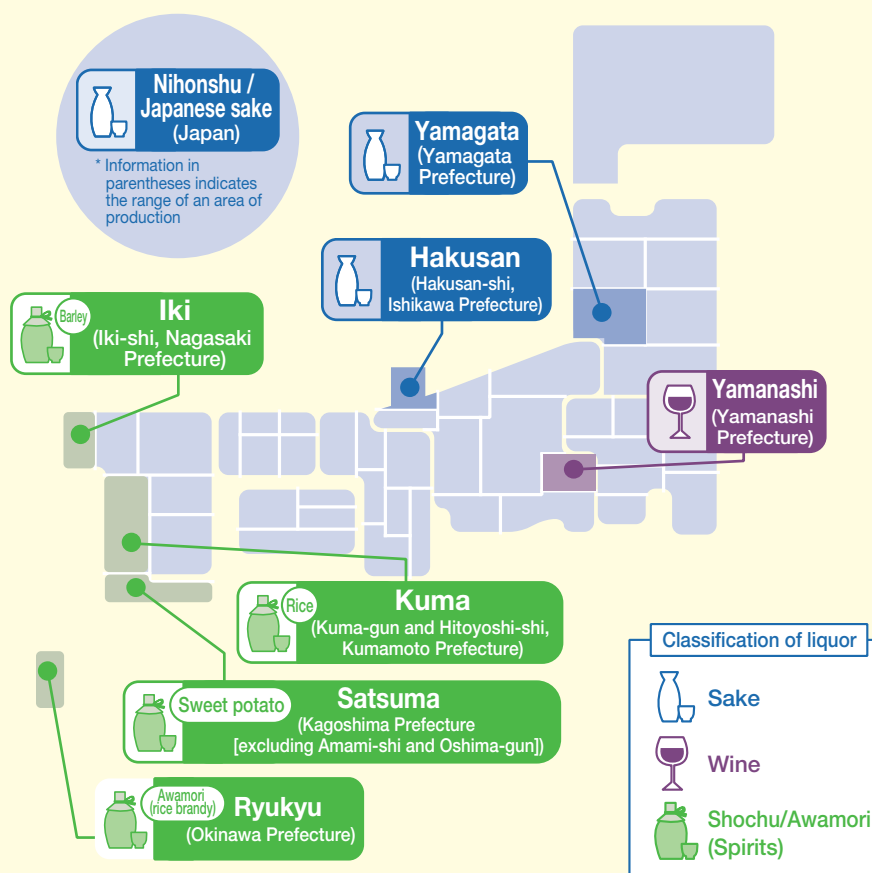 Nihonshu /
Japanese sake
(Japan)
* Information in
parentheses indicates
the range of an area of
production
Yamagata
(Yamagata
Prefecture)
Hakusan
(Hakusan-shi,
Ishikawa Prefecture)
Barley
Iki
(Iki-shi, Nagasaki
Prefecture)
Yamanashi
(Yamanashi
Prefecture)
Rice
Kuma
(Kuma-gun and Hitoyoshi-shi,
Kumamoto Prefecture)
Sweet potato
Satsuma
(Kagoshima Prefecture
[excluding Amami-shi and Oshima-gun])
Awamori
(rice brandy)
Ryukyu
(Okinawa Prefecture)
Classification of liquor
Sake
Wine
Shochu/Awamori
(Spirits)